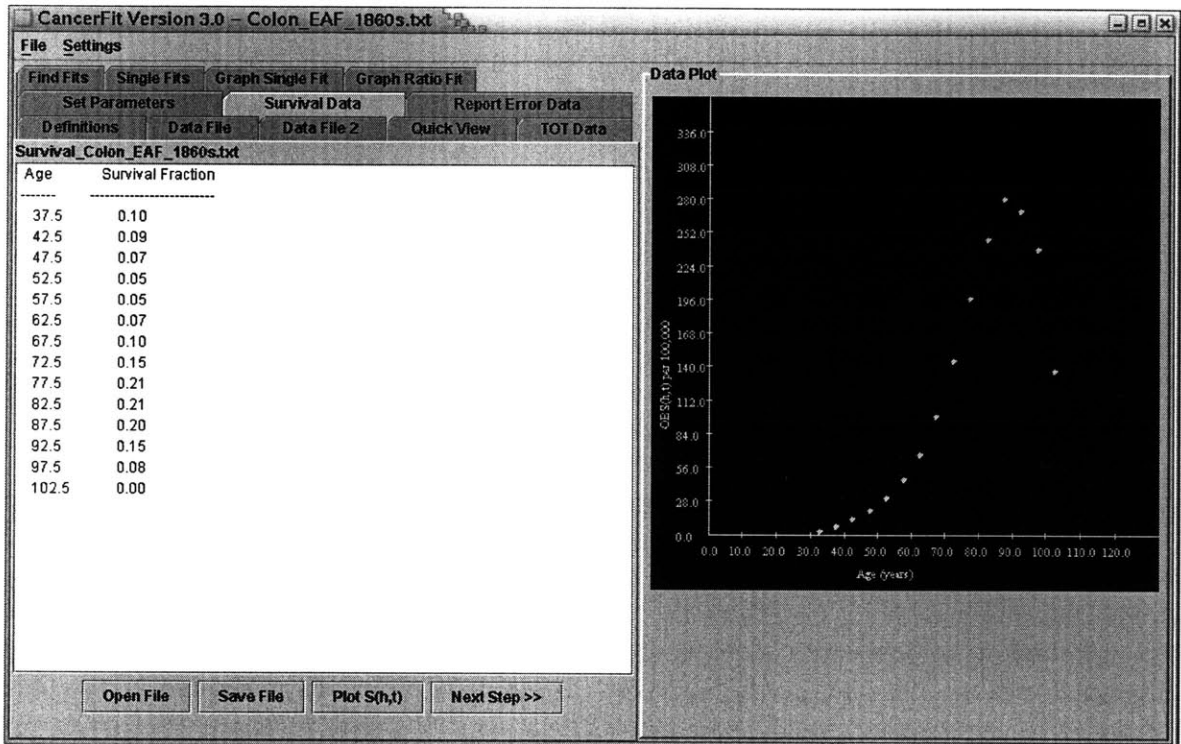 CancerFit Version 3.0 – Colon_EAF_1860s.txt
File Settings
Find Fits Single Fits Graph Single Fit Graph Ratio Fit
Set Parameters Survival Data Report Error Data
Definitions Data File Data File 2 Quick View TOT Data
Survival_Colon_EAF_1860s.txt
Age Survival Fraction
------- -------------------------
37.5 0.10
42.5 0.09
47.5 0.07
52.5 0.05
57.5 0.05
62.5 0.07
67.5 0.10
72.5 0.15
77.5 0.21
82.5 0.21
87.5 0.20
92.5 0.15
97.5 0.08
102.5 0.00
Open File Save File Plot S(h,t) Next Step >>
Data Plot
336.0
308.0
280.0
252.0
224.0
196.0
168.0
140.0
112.0
84.0
56.0
28.0
0.0
OBS(h,t) per 100,000
0.0 10.0 20.0 30.0 40.0 50.0 60.0 70.0 80.0 90.0 100.0 110.0 120.0
Age (years)